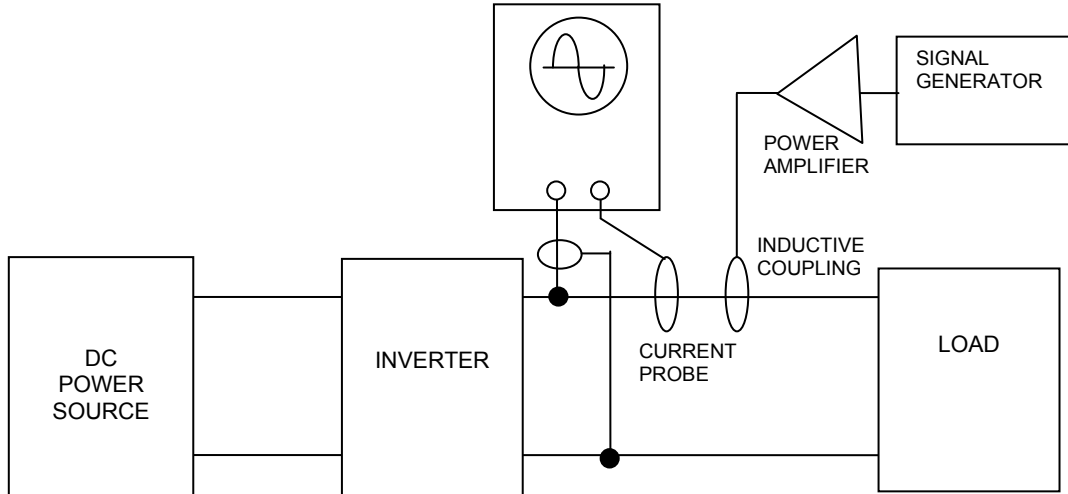 SIGNAL
GENERATOR
POWER
AMPLIFIER
INDUCTIVE
COUPLING
DC
POWER
SOURCE
INVERTER
CURRENT
PROBE
LOAD